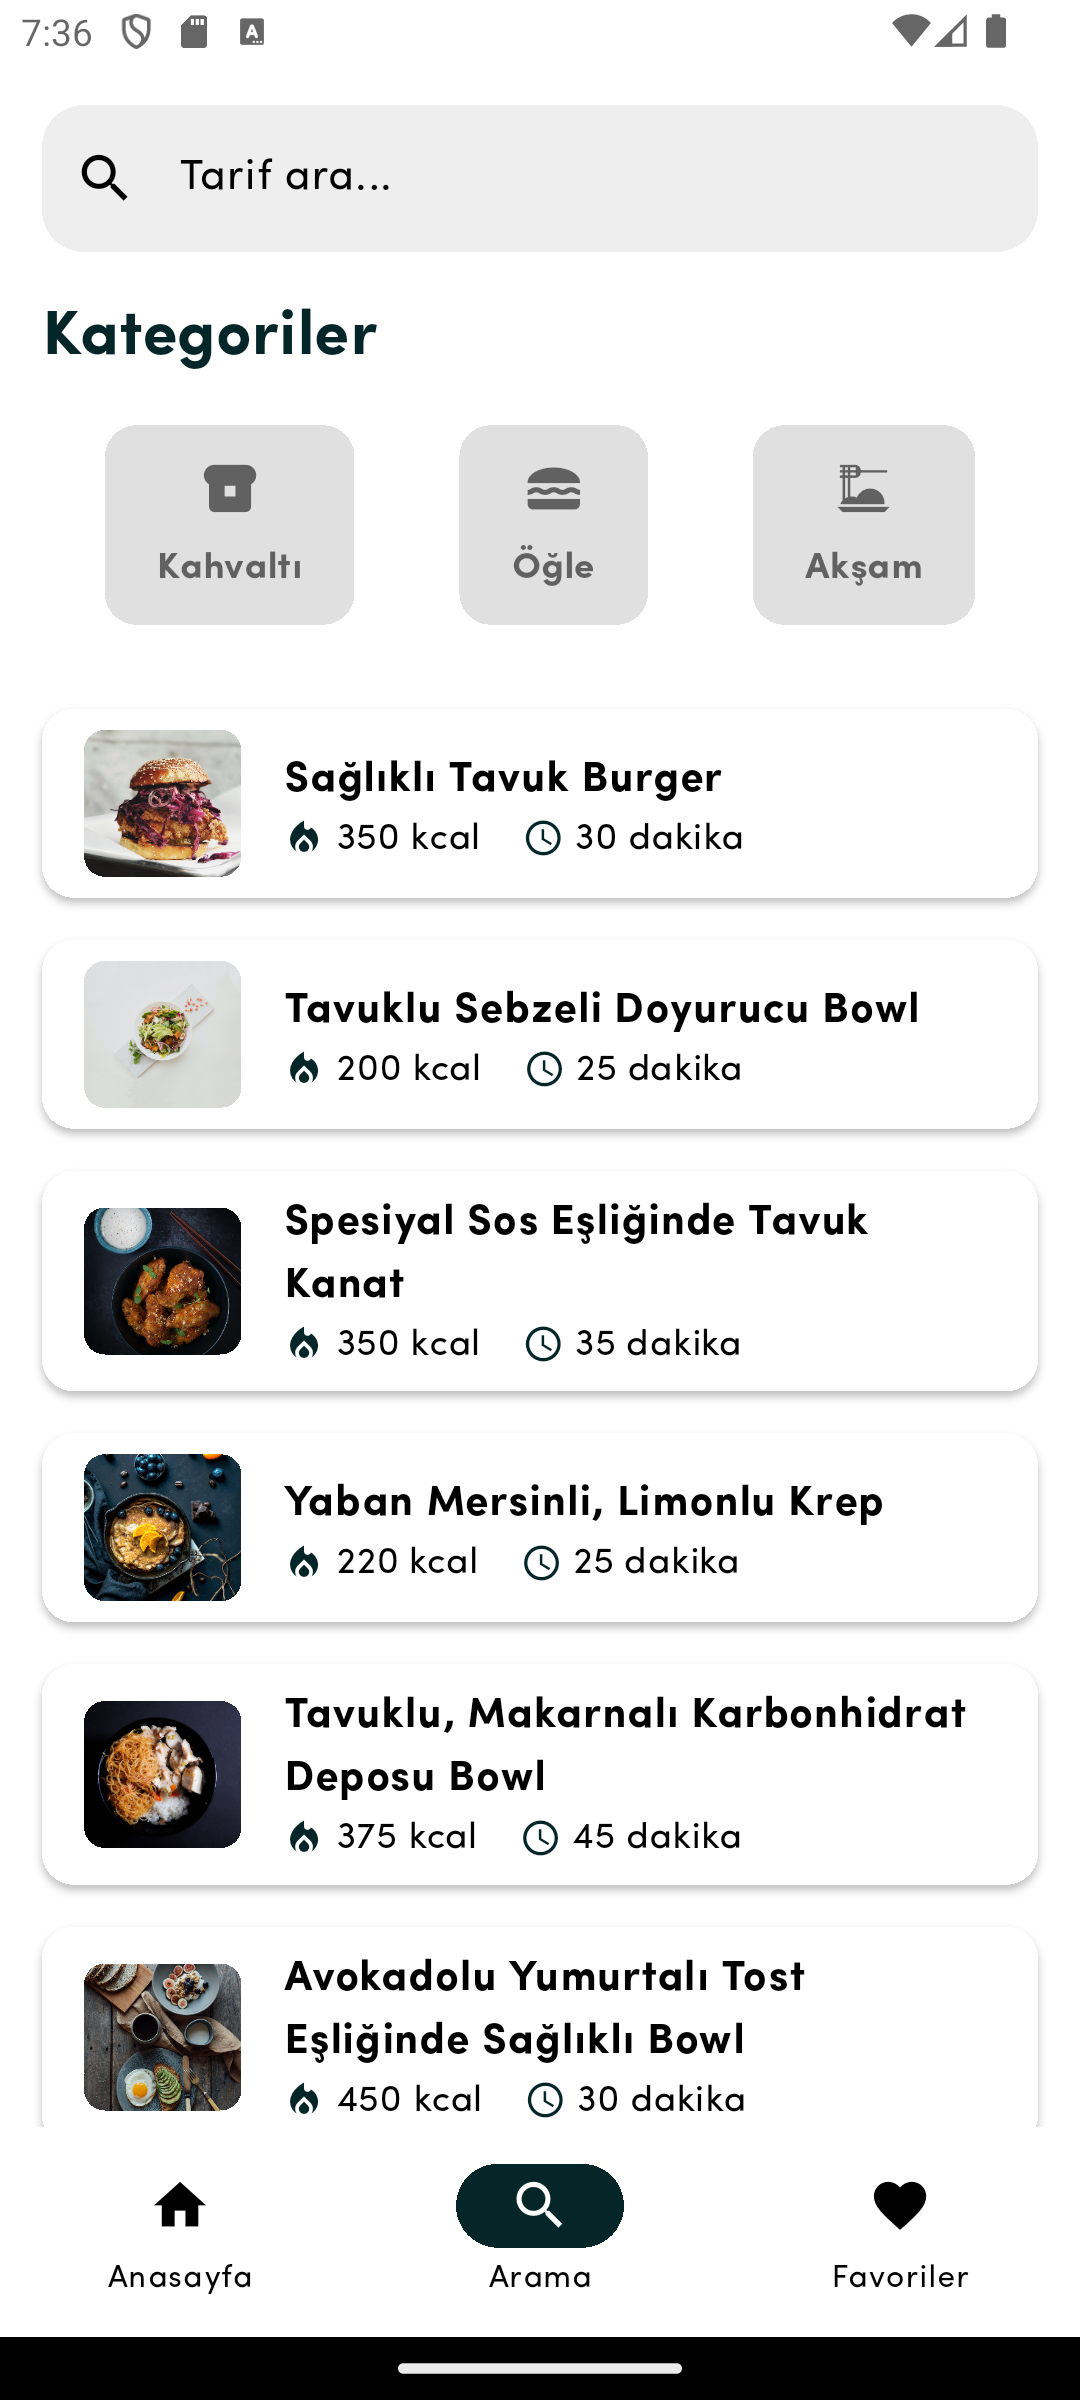 7:36
Tarif ara...
Kategoriler
Kahvaltı
Öğle
Akşam
Sağlıklı Tavuk Burger
350 kcal 30 dakika
Tavuklu Sebzeli Doyurucu Bowl
200 kcal 25 dakika
Spesiyal Sos Eşliğinde Tavuk
Kanat
350 kcal 35 dakika
Yaban Mersinli, Limonlu Krep
220 kcal 25 dakika
Tavuklu, Makarnalı Karbonhidrat
Deposu Bowl
375 kcal 45 dakika
Avokadolu Yumurtalı Tost
Eşliğinde Sağlıklı Bowl
450 kcal 30 dakika
Anasayfa
Arama
Favoriler